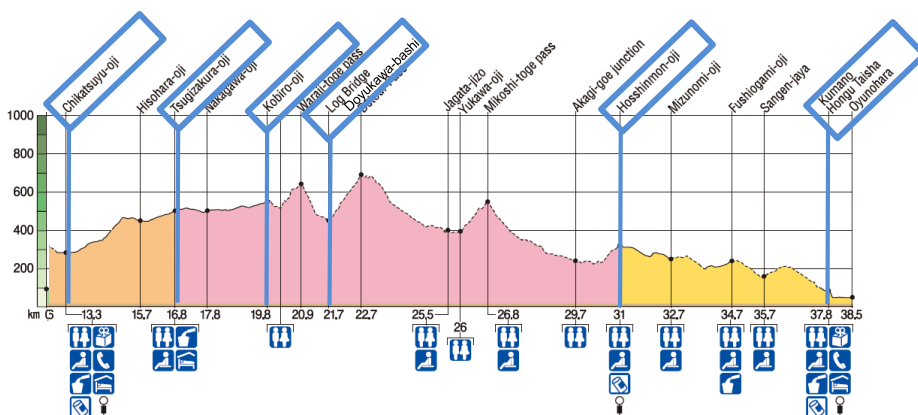 Chikatsuyu-oji
Hisohara-oji
Tsugizakura-oji
Nakagawa-oji
Kobiro-oji
Waraji-toge pass
Log Bridge
Doyukawa-bashi
Jagata-jizo
Yukawa-oji
Mikoshi-toge pass
Akagi-goe junction
Hosshinmon-oji
Mizunomi-oji
Fushiogami-oji
Sangen-jaya
Kumano
Hongu Taisha
Oyunohara
1000
800
600
400
200
km
13,3
15,7
16,8
17,8
19,8
20,9
21,7
22,7
25,5
26
26,8
29,7
31
32,7
34,7
35,7
37,8
38,5